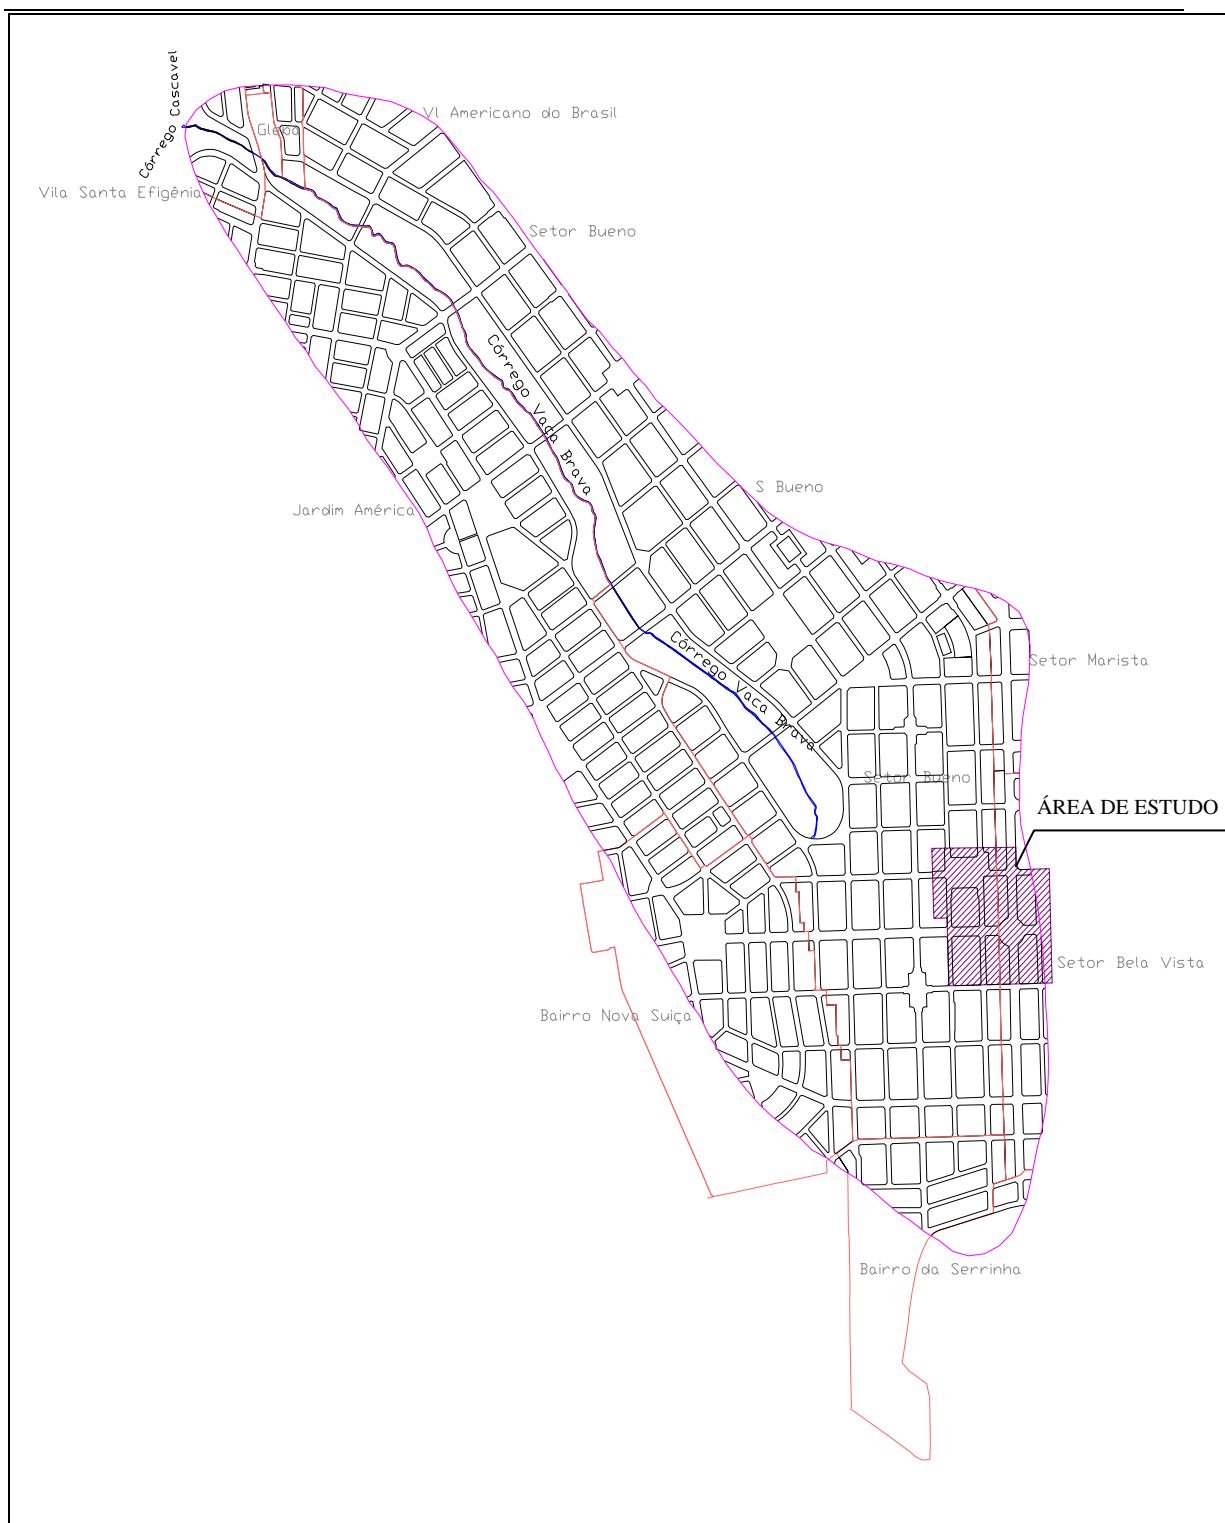 Córrego Cascavel
Vl Americano do Brasil
Gleba
Vila Santa Efigênia
Setor Bueno
Córrego Vaca Brava
S Bueno
Jardim América
Córrego Vaca Brava
Setor Marista
Setor Bueno
ÁREA DE ESTUDO
Setor Bela Vista
Bairro Nova Suiça
Bairro da Serrinha